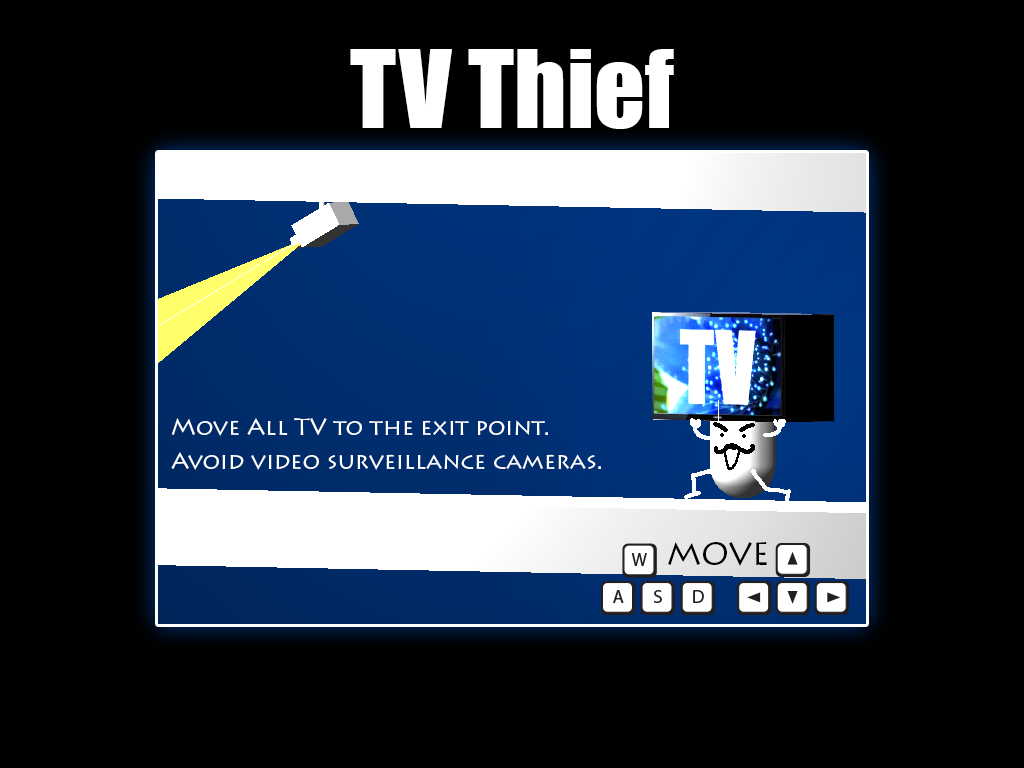 TV Thief
TV
Move All TV to the exit point.
Avoid video surveillance cameras.
W MOVE ▲
A S D ◄ ▼ ►